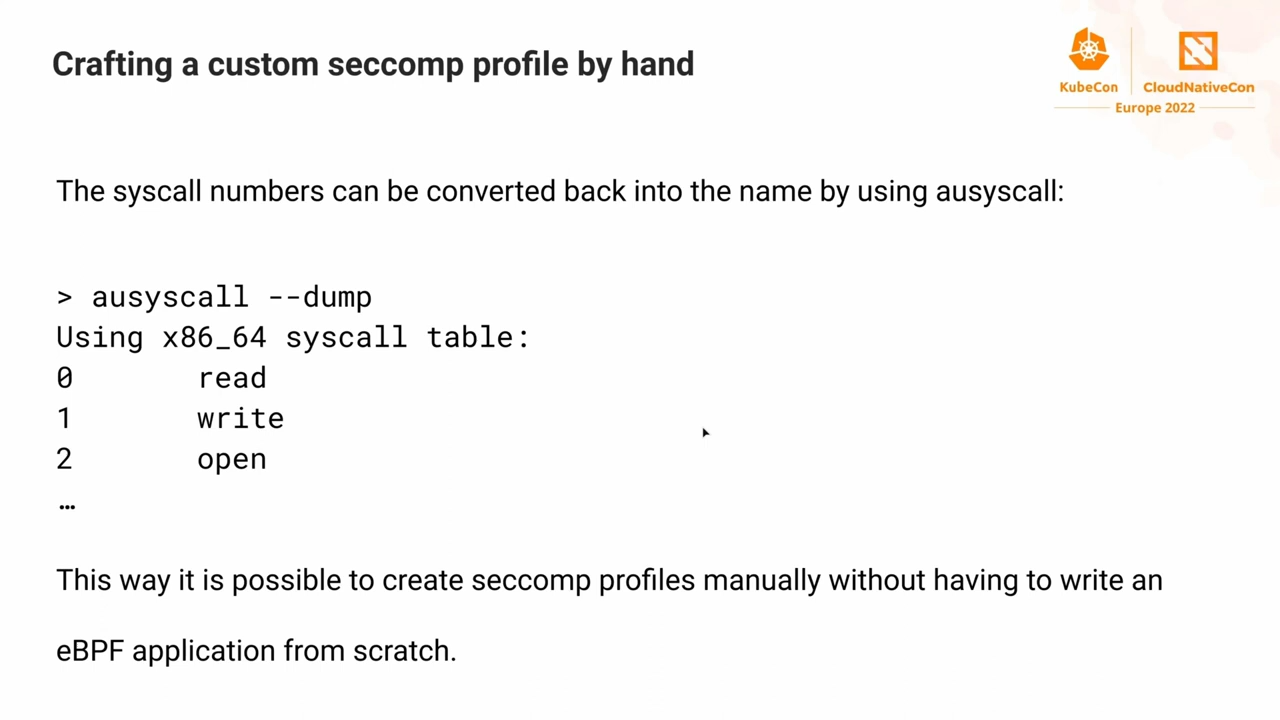 Crafting a custom seccomp profile by hand
KubeCon
CloudNativeCon
Europe 2022
The syscall numbers can be converted back into the name by using ausyscall:
> ausyscall --dump
Using x86_64 syscall table:
0 read
1 write
2 open
…
This way it is possible to create seccomp profiles manually without having to write an
eBPF application from scratch.